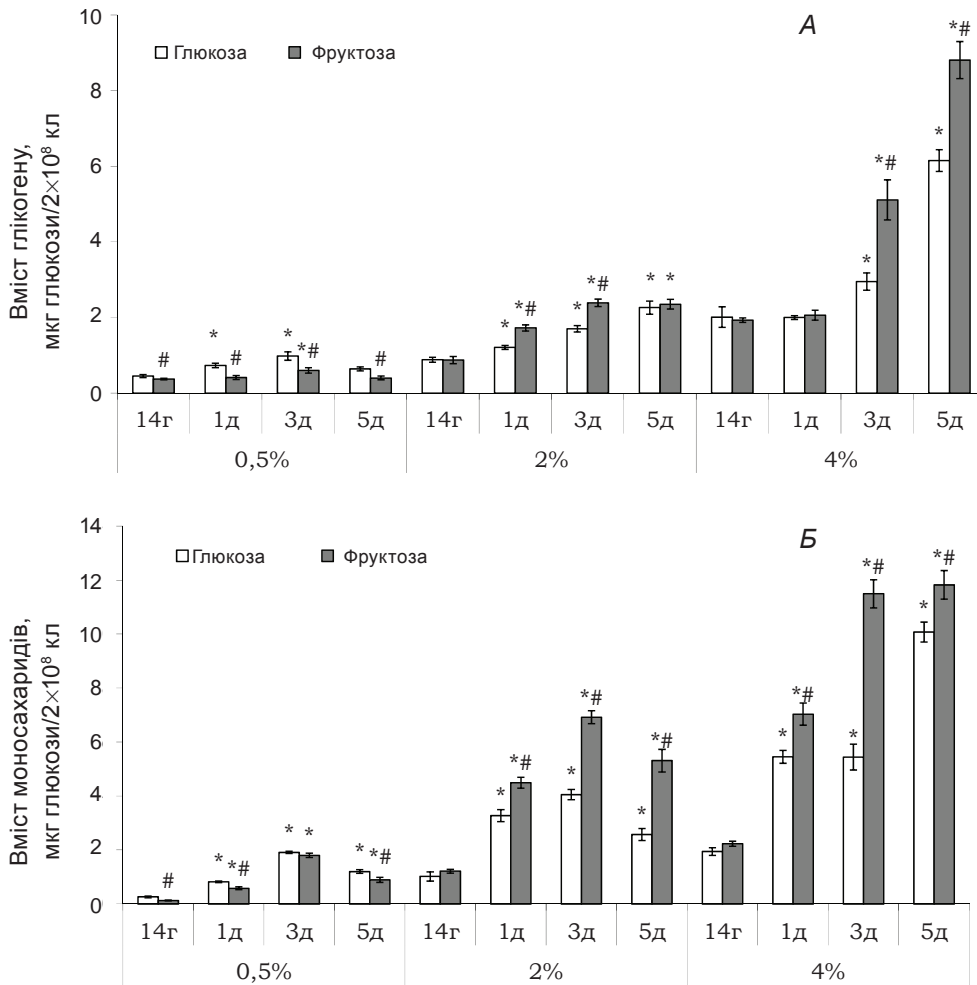 Вміст глікогену,
мкг глюкози/2×10⁸ кл
10
8
6
4
2
0
А
Глюкоза Фруктоза
# * # * *# #
* *# * *# * *
* *# * *#
14г 1д 3д 5д 14г 1д 3д 5д 14г 1д 3д 5д
0,5% 2% 4%
Вміст моносахаридів,
мкг глюкози/2×10⁸ кл
14
12
10
8
6
4
2
0
Б
Глюкоза Фруктоза
# * *# * * * *#
* *# * *# * *#
* *# * *# * *#
14г 1д 3д 5д 14г 1д 3д 5д 14г 1д 3д 5д
0,5% 2% 4%